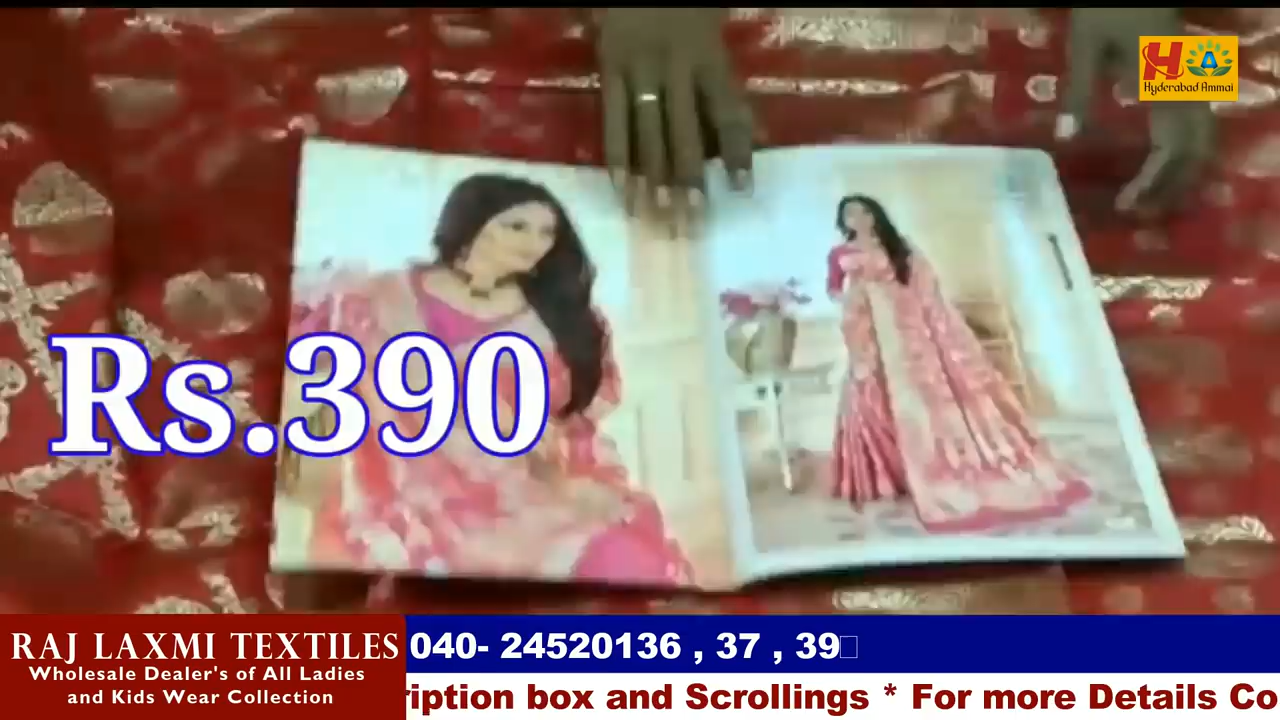 H A
Hyderabad Ammai
Rs.390
RAJ LAXMI TEXTILES
Wholesale Dealer's of All Ladies
and Kids Wear Collection
040- 24520136 , 37 , 39
ription box and Scrollings * For more Details Co